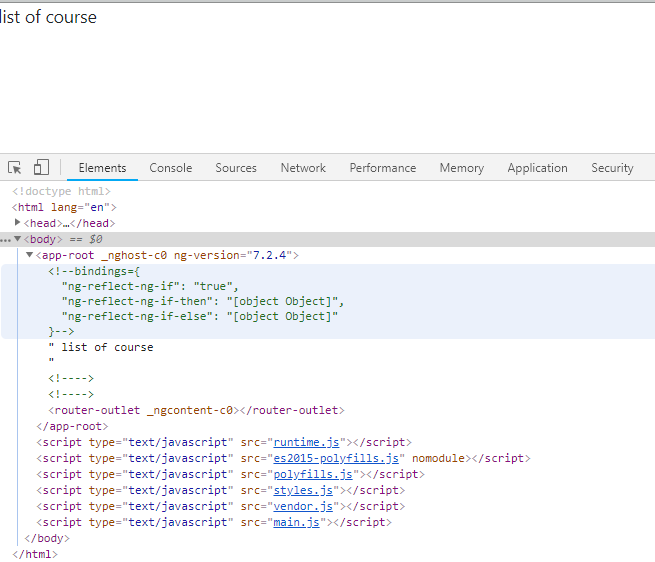 list of course
Elements Console Sources Network Performance Memory Application Security
<!doctype html>
<html lang="en">
<head>…</head>
<body> == $0
<app-root _nghost-c0 ng-version="7.2.4">
<!--bindings={
"ng-reflect-ng-if": "true",
"ng-reflect-ng-if-then": "[object Object]",
"ng-reflect-ng-if-else": "[object Object]"
}-->
" list of course
"
<!---->
<!---->
<router-outlet _ngcontent-c0></router-outlet>
</app-root>
<script type="text/javascript" src="runtime.js"></script>
<script type="text/javascript" src="es2015-polyfills.js" nomodule></script>
<script type="text/javascript" src="polyfills.js"></script>
<script type="text/javascript" src="styles.js"></script>
<script type="text/javascript" src="vendor.js"></script>
<script type="text/javascript" src="main.js"></script>
</body>
</html>